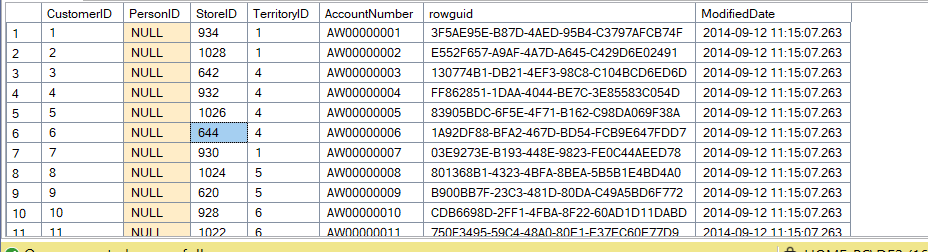 CustomerID PersonID StoreID TerritoryID AccountNumber rowguid ModifiedDate
1 1 NULL 934 1 AW00000001 3F5AE95E-B87D-4AED-95B4-C3797AFCB74F 2014-09-12 11:15:07.263
2 2 NULL 1028 1 AW00000002 E552F657-A9AF-4A7D-A645-C429D6E02491 2014-09-12 11:15:07.263
3 3 NULL 642 4 AW00000003 130774B1-DB21-4EF3-98C8-C104BCD6ED6D 2014-09-12 11:15:07.263
4 4 NULL 932 4 AW00000004 FF862851-1DAA-4044-BE7C-3E85583C054D 2014-09-12 11:15:07.263
5 5 NULL 1026 4 AW00000005 83905BDC-6F5E-4F71-B162-C98DA069F38A 2014-09-12 11:15:07.263
6 6 NULL 644 4 AW00000006 1A92DF88-BFA2-467D-BD54-FCB9E647FDD7 2014-09-12 11:15:07.263
7 7 NULL 930 1 AW00000007 03E9273E-B193-448E-9823-FE0C44AEED78 2014-09-12 11:15:07.263
8 8 NULL 1024 5 AW00000008 801368B1-4323-4BFA-8BEA-5B5B1E4BD4A0 2014-09-12 11:15:07.263
9 9 NULL 620 5 AW00000009 B900BB7F-23C3-481D-80DA-C49A5BD6F772 2014-09-12 11:15:07.263
10 10 NULL 928 6 AW00000010 CDB6698D-2FF1-4FBA-8F22-60AD1D11DABD 2014-09-12 11:15:07.263
11 11 NULL 1022 6 AW00000011 750F3495-59C4-48A0-80E1-E37EC60E77D9 2014-09-12 11:15:07.263